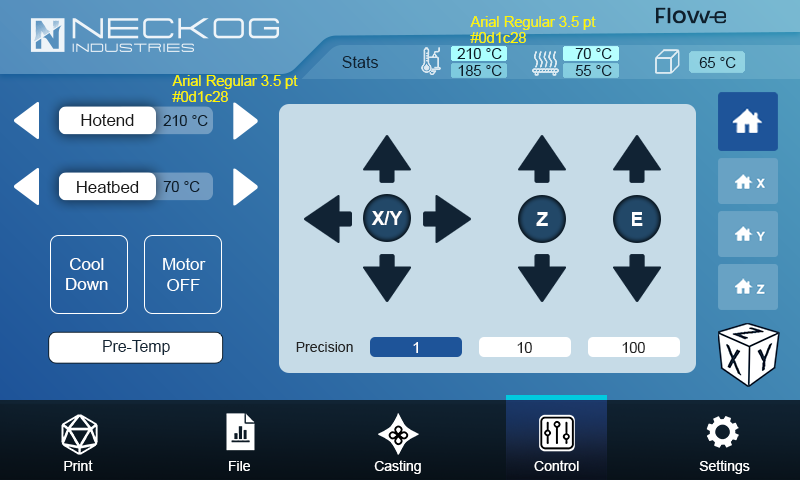 NECKOG
INDUSTRIES
Arial Regular 3.5 pt
#0d1c28
Flow-e
Stats
210 °C
185 °C
70 °C
55 °C
65 °C
Arial Regular 3.5 pt
#0d1c28
Hotend
210 °C
Heatbed
70 °C
Cool
Down
Motor
OFF
Pre-Temp
X/Y
Z
E
Precision
1
10
100
X
Y
Z
Z
X
Y
Print
File
Casting
Control
Settings